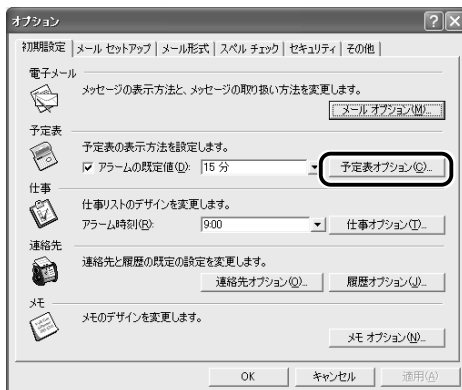 オプション
初期設定 メール セットアップ メール形式 スペル チェック セキュリティ その他
電子メール
メッセージの表示方法と、メッセージの取り扱い方法を変更します。
メール オプション(M)...
予定表
予定表の表示方法を設定します。
アラームの既定値(D): 15 分 予定表オプション(C)...
仕事
仕事リストのデザインを変更します。
アラーム時刻(R): 9:00 仕事オプション(T)...
連絡先
連絡先と履歴の既定の設定を変更します。
連絡先オプション(O)... 履歴オプション(J)...
メモ
メモのデザインを変更します。
メモ オプション(N)...
OK キャンセル 適用(A)